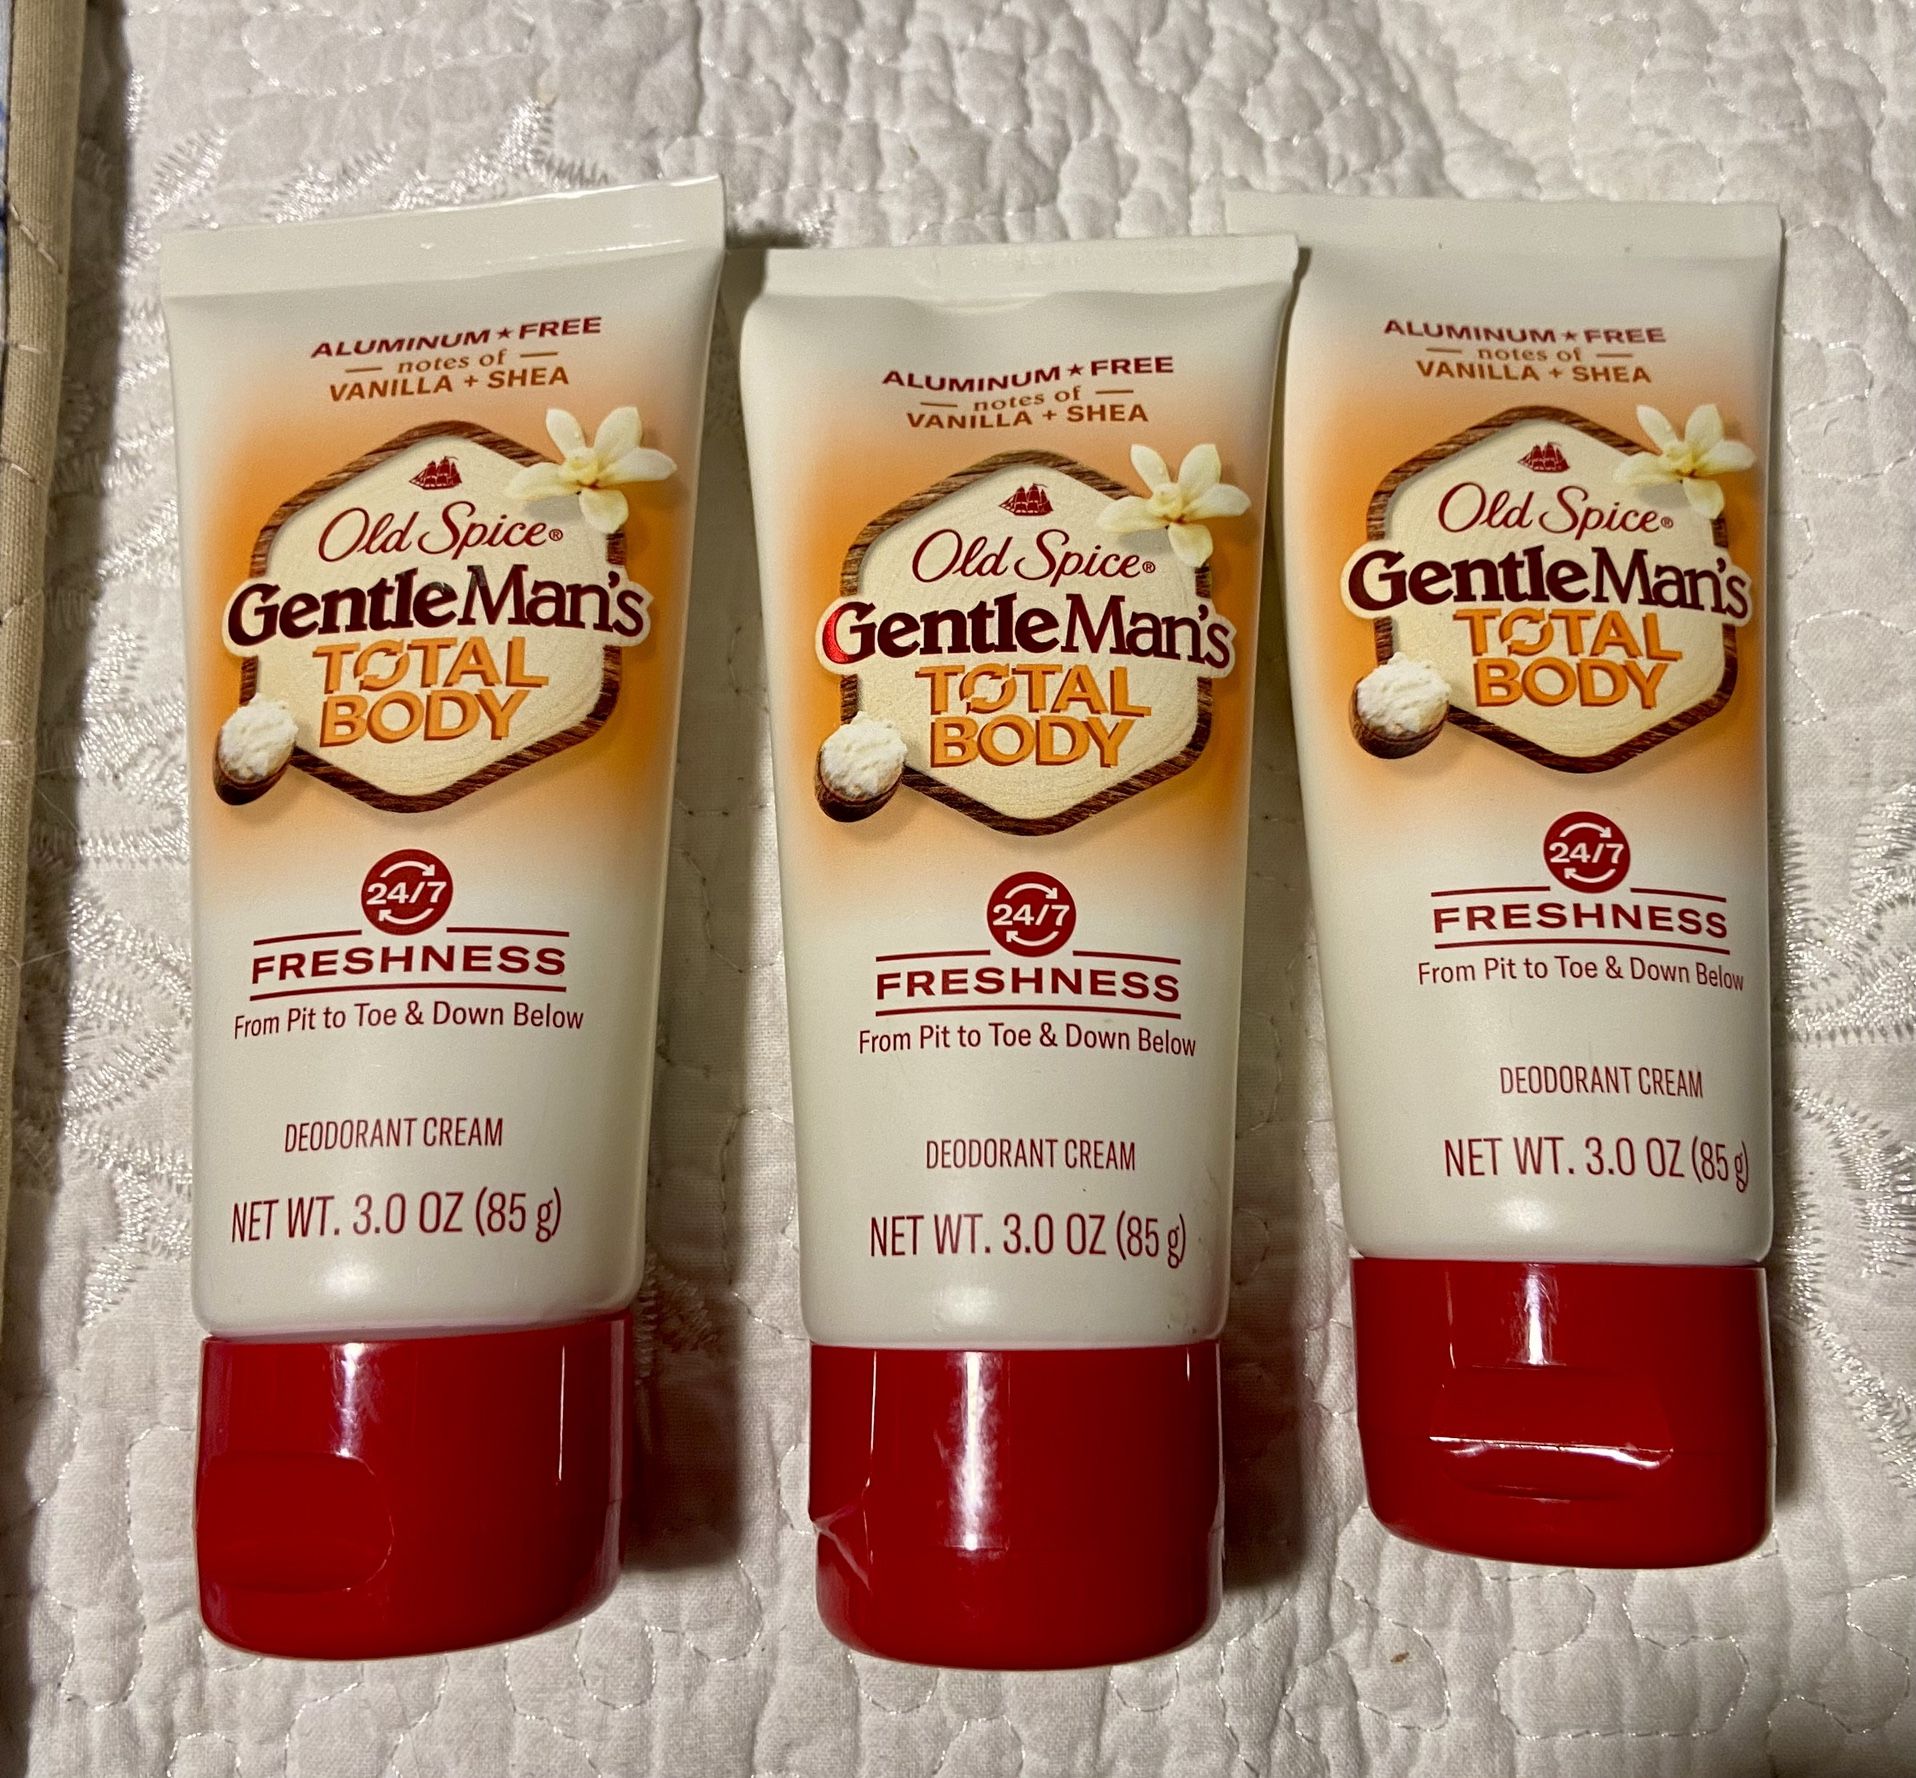 ALUMINUM★FREE
— notes of —
VANILLA + SHEA
Old Spice®
GentleMan's
TOTAL
BODY
24/7
FRESHNESS
From Pit to Toe & Down Below
DEODORANT CREAM
NET WT. 3.0 OZ (85 g)
ALUMINUM★FREE
— notes of —
VANILLA + SHEA
Old Spice®
GentleMan's
TOTAL
BODY
24/7
FRESHNESS
From Pit to Toe & Down Below
DEODORANT CREAM
NET WT. 3.0 OZ (85 g)
ALUMINUM★FREE
— notes of —
VANILLA + SHEA
Old Spice®
GentleMan's
TOTAL
BODY
24/7
FRESHNESS
From Pit to Toe & Down Below
DEODORANT CREAM
NET WT. 3.0 OZ (85 g)